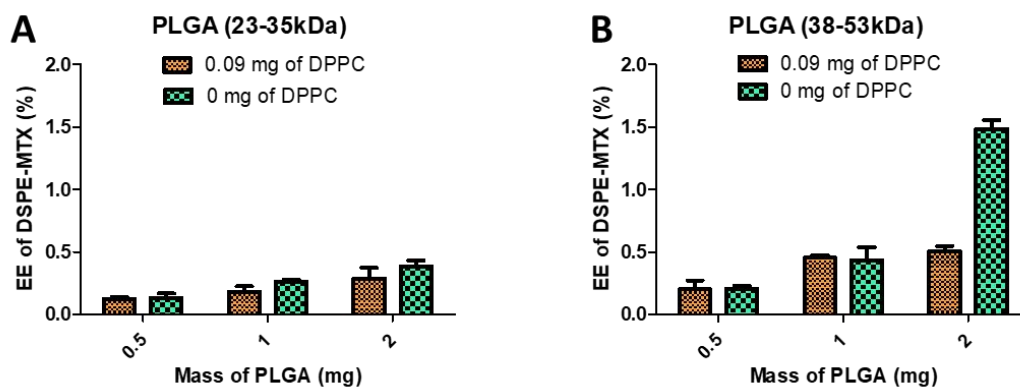 A
PLGA (23-35kDa)
0.09 mg of DPPC
0 mg of DPPC
EE of DSPE-MTX (%)
2.0
1.5
1.0
0.5
0.0
0.5
1
2
Mass of PLGA (mg)
B
PLGA (38-53kDa)
0.09 mg of DPPC
0 mg of DPPC
EE of DSPE-MTX (%)
2.0
1.5
1.0
0.5
0.0
0.5
1
2
Mass of PLGA (mg)